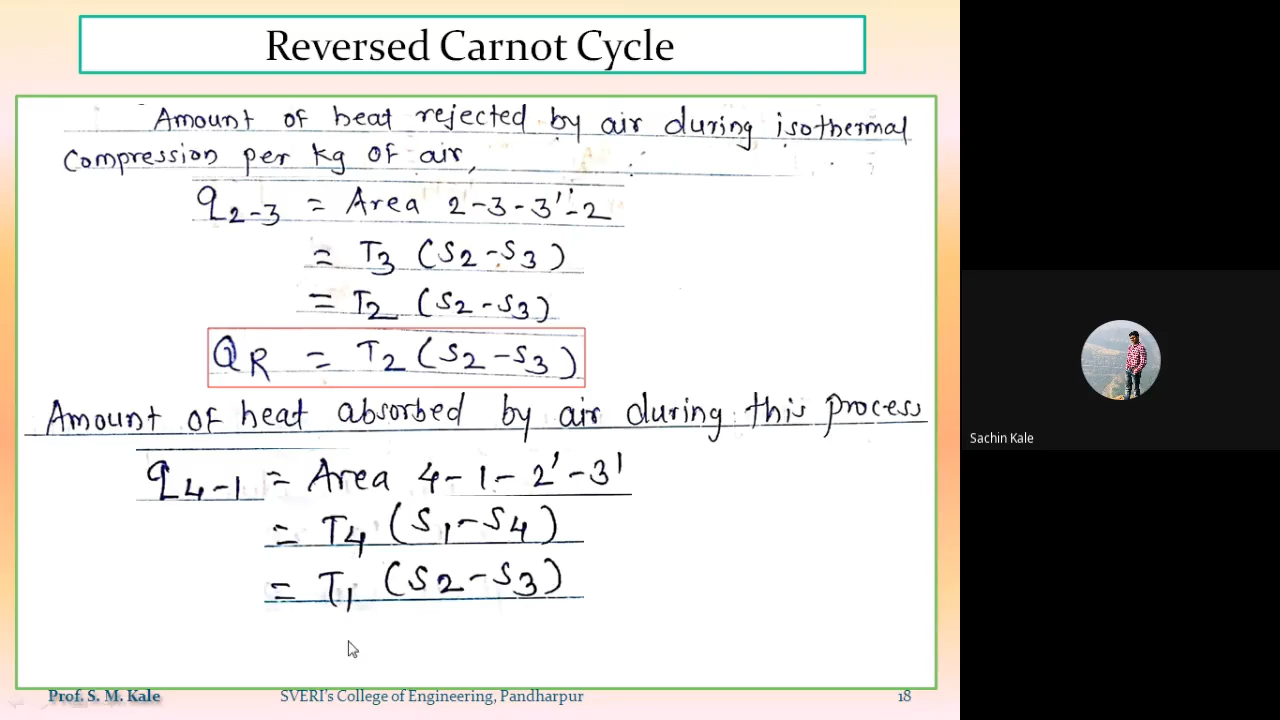 Reversed Carnot Cycle
Amount of heat rejected by air during isothermal
compression per kg of air,
q2-3 = Area 2-3-3'-2
= T3 (S2-S3)
= T2 (S2-S3)
QR = T2 (S2-S3)
Amount of heat absorbed by air during this process
q4-1 = Area 4-1-2'-3'
= T4 (S1-S4)
= T1 (S2-S3)
Prof. S. M. Kale SVERI's College of Engineering, Pandharpur 18
Sachin Kale